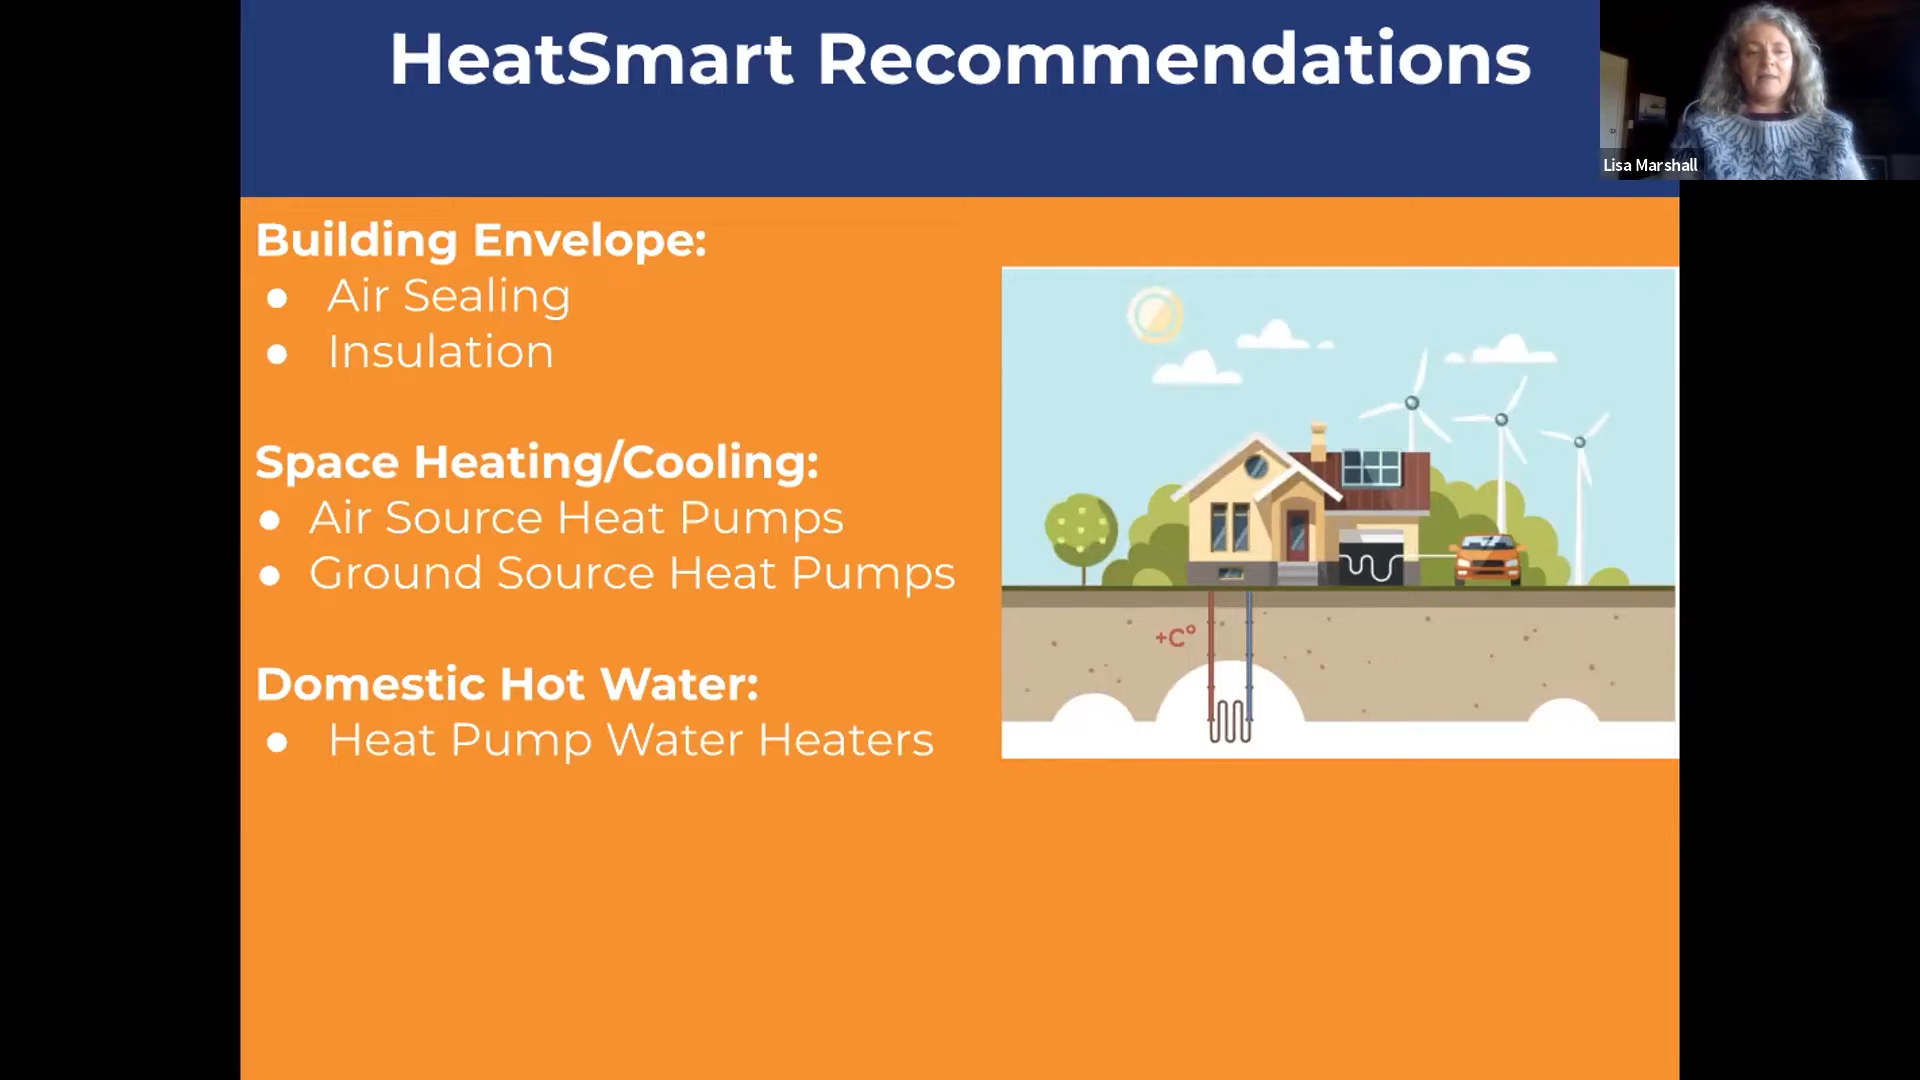 HeatSmart Recommendations
Lisa Marshall
Building Envelope:
● Air Sealing
● Insulation
Space Heating/Cooling:
● Air Source Heat Pumps
● Ground Source Heat Pumps
+C°
Domestic Hot Water:
● Heat Pump Water Heaters